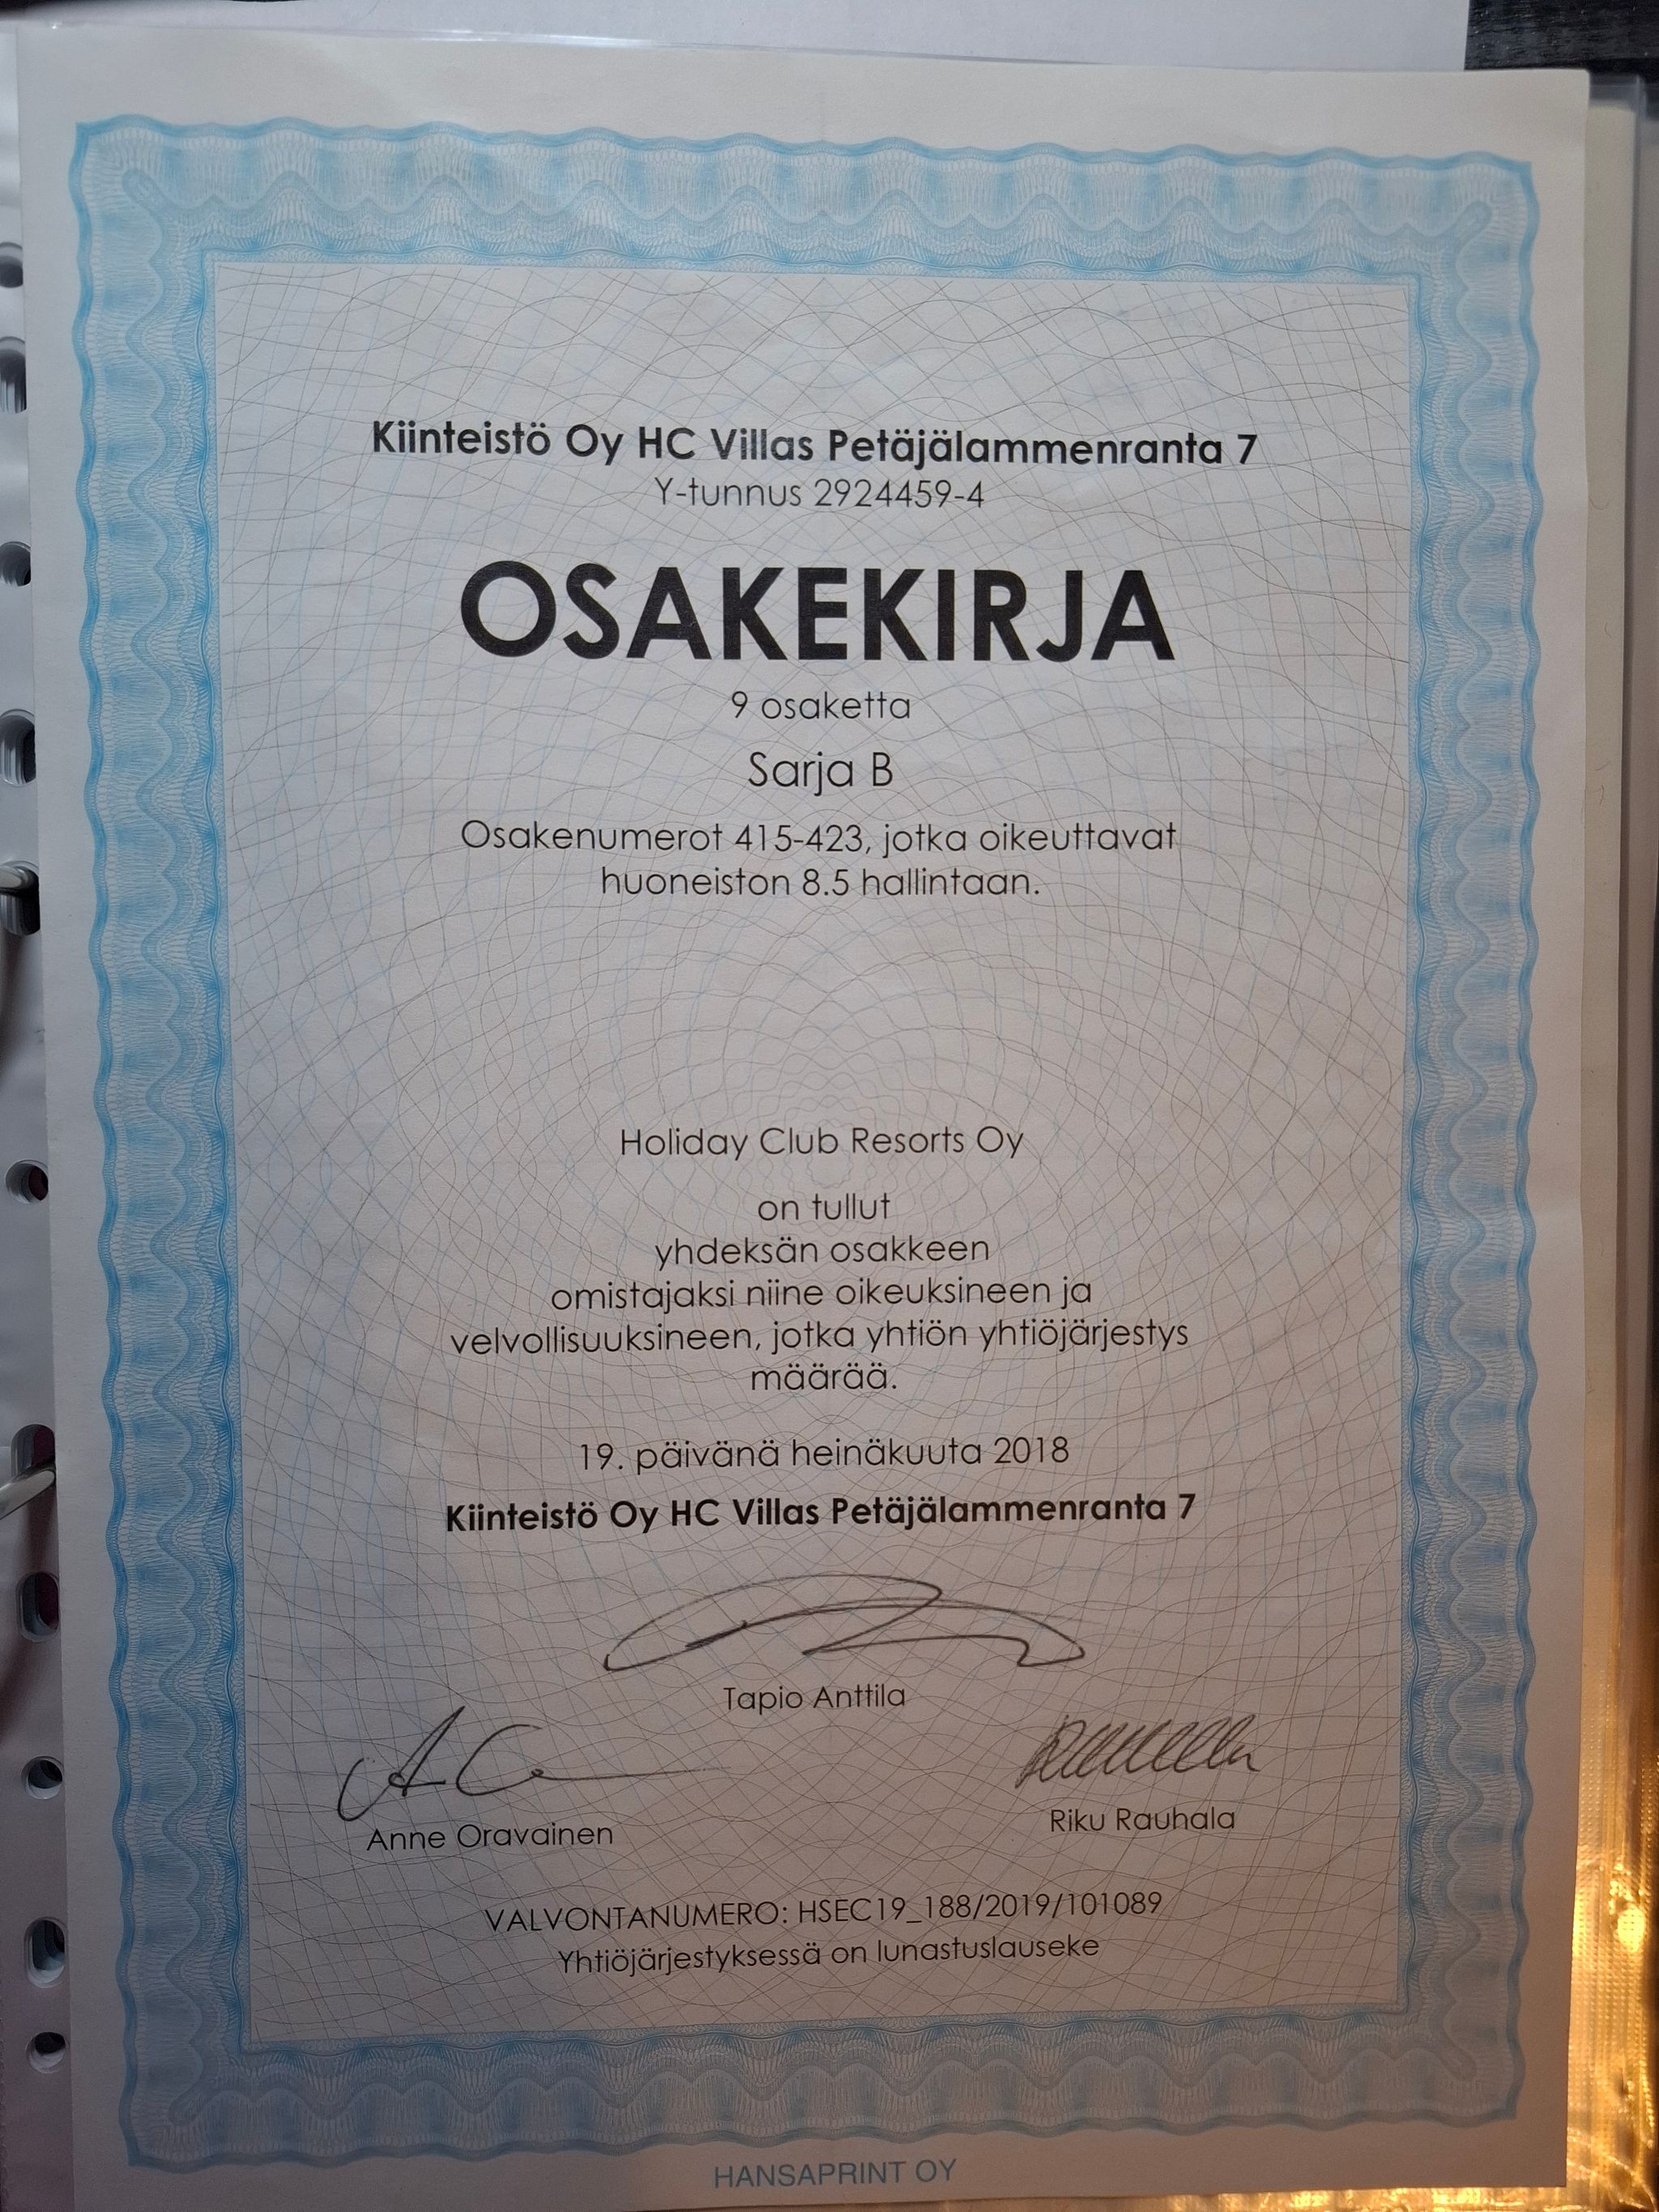 Kiinteistö Oy HC Villas Petäjälammenranta 7
Y-tunnus 2924459-4
OSAKEKIRJA
9 osaketta
Sarja B
Osakenumerot 415-423, jotka oikeuttavat
huoneiston 8.5 hallintaan.
Holiday Club Resorts Oy
on tullut
yhdeksän osakkeen
omistajaksi niine oikeuksineen ja
velvollisuuksineen, jotka yhtiön yhtiöjärjestys
määrää.
19. päivänä heinäkuuta 2018
Kiinteistö Oy HC Villas Petäjälammenranta 7
Tapio Anttila
Anne Oravainen
Riku Rauhala
VALVONTANUMERO: HSEC19_188/2019/101089
Yhtiöjärjestyksessä on lunastuslauseke
HANSAPRINT OY